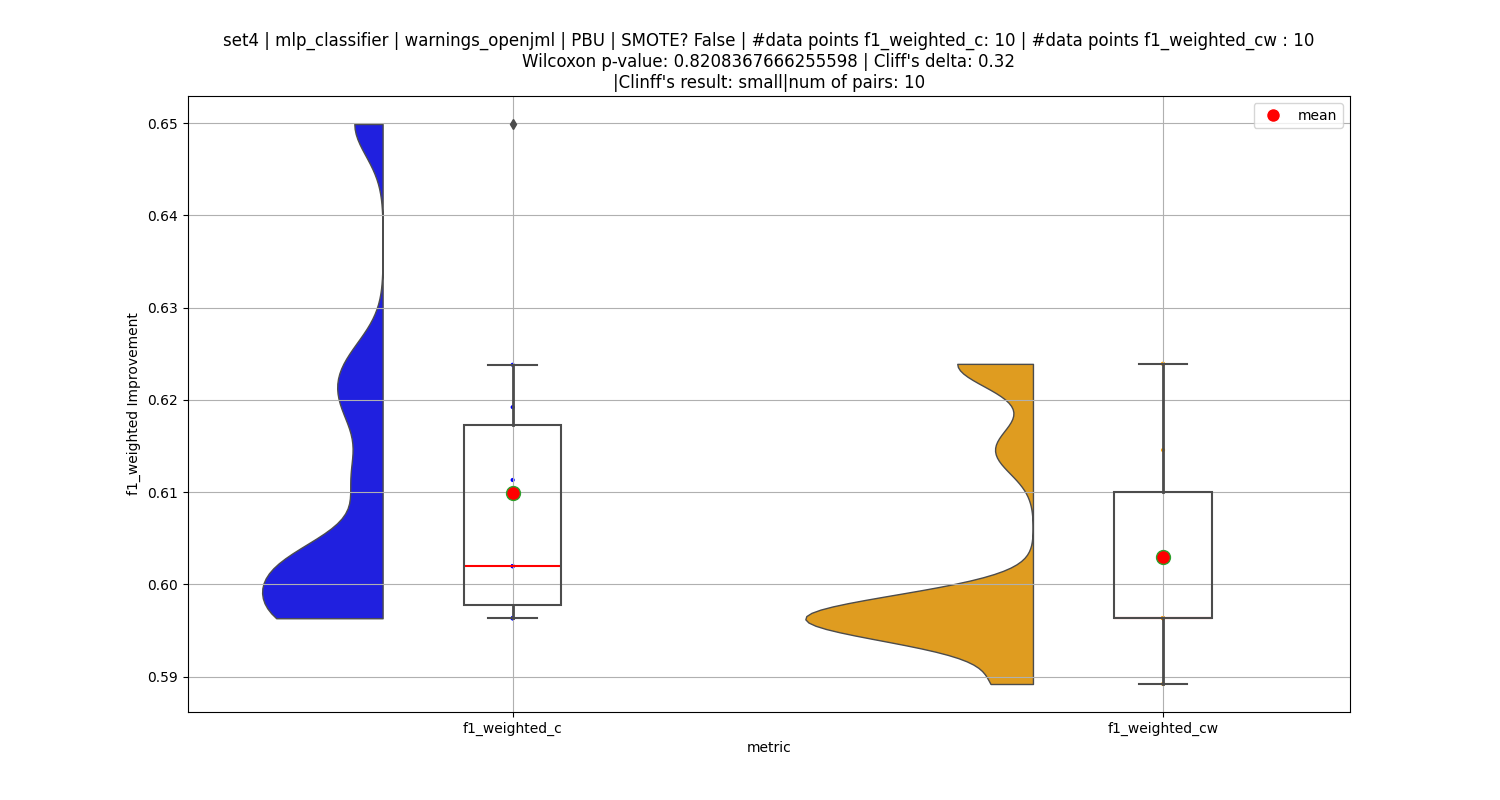 set4 | mlp_classifier | warnings_openjml | PBU | SMOTE? False | #data points f1_weighted_c: 10 | #data points f1_weighted_cw : 10
Wilcoxon p-value: 0.8208367666255598 | Cliff's delta: 0.32
|Clinff's result: small|num of pairs: 10
mean
0.65
0.64
0.63
0.62
0.61
0.60
0.59
f1_weighted Improvement
f1_weighted_c
f1_weighted_cw
metric